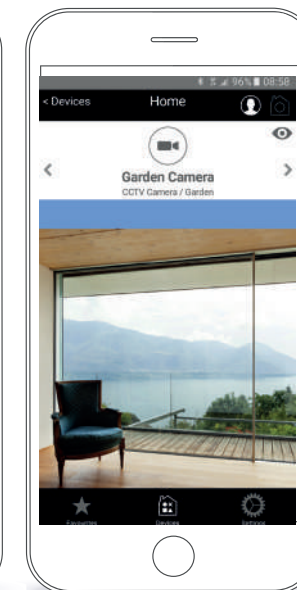 96% 08:58
< Devices
Home
Garden Camera
CCTV Camera / Garden
Favourites
Devices
Settings